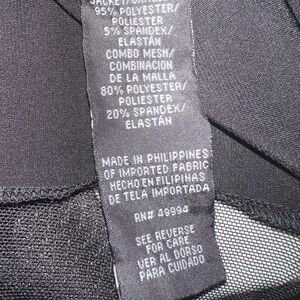 95% POLYESTER/
POLIESTER
5% SPANDEX/
ELASTÁN
COMBO MESH/
COMBINACION
DE LA MALLA
80% POLYESTER/
POLIESTER
20% SPANDEX/
ELASTÁN
MADE IN PHILIPPINES
OF IMPORTED FABRIC
HECHO EN FILIPINAS
DE TELA IMPORTADA
RN# 49994
SEE REVERSE
FOR CARE
VER AL DORSO
PARA CUIDADO